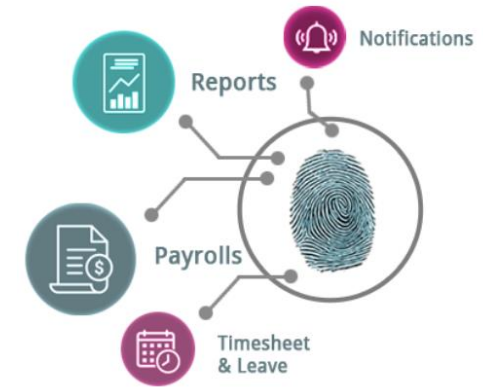 Notifications
Reports
Payrolls
Timesheet
& Leave